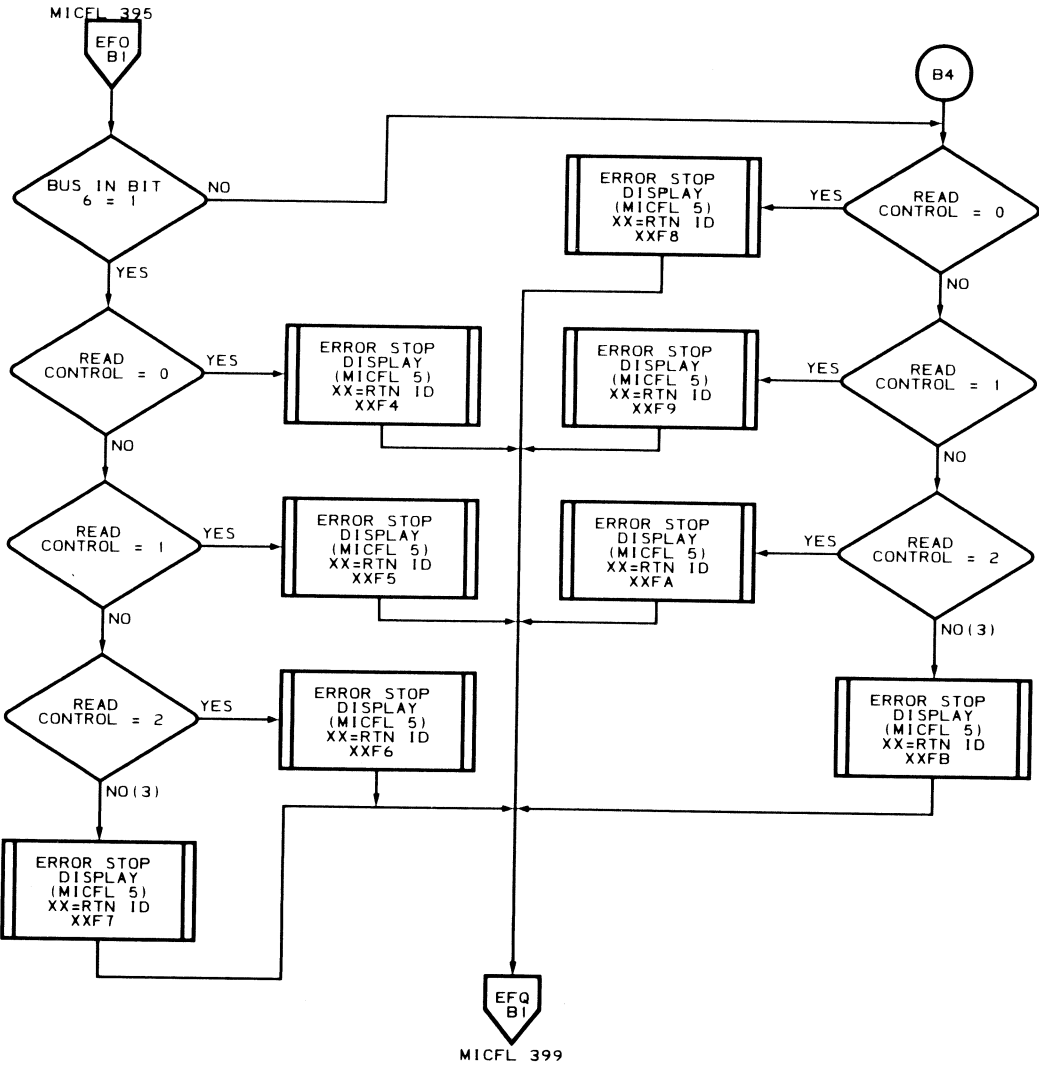 MICFL 395
EFO
B1
BUS IN BIT
6 = 1
NO
YES
READ
CONTROL = 0
YES
NO
ERROR STOP
DISPLAY
(MICFL 5)
XX=RTN ID
XXF4
READ
CONTROL = 1
YES
NO
ERROR STOP
DISPLAY
(MICFL 5)
XX=RTN ID
XXF5
READ
CONTROL = 2
YES
NO(3)
ERROR STOP
DISPLAY
(MICFL 5)
XX=RTN ID
XXF6
ERROR STOP
DISPLAY
(MICFL 5)
XX=RTN ID
XXF7
B4
READ
CONTROL = 0
YES
NO
ERROR STOP
DISPLAY
(MICFL 5)
XX=RTN ID
XXF8
READ
CONTROL = 1
YES
NO
ERROR STOP
DISPLAY
(MICFL 5)
XX=RTN ID
XXF9
READ
CONTROL = 2
YES
NO(3)
ERROR STOP
DISPLAY
(MICFL 5)
XX=RTN ID
XXFA
ERROR STOP
DISPLAY
(MICFL 5)
XX=RTN ID
XXFB
EFQ
B1
MICFL 399